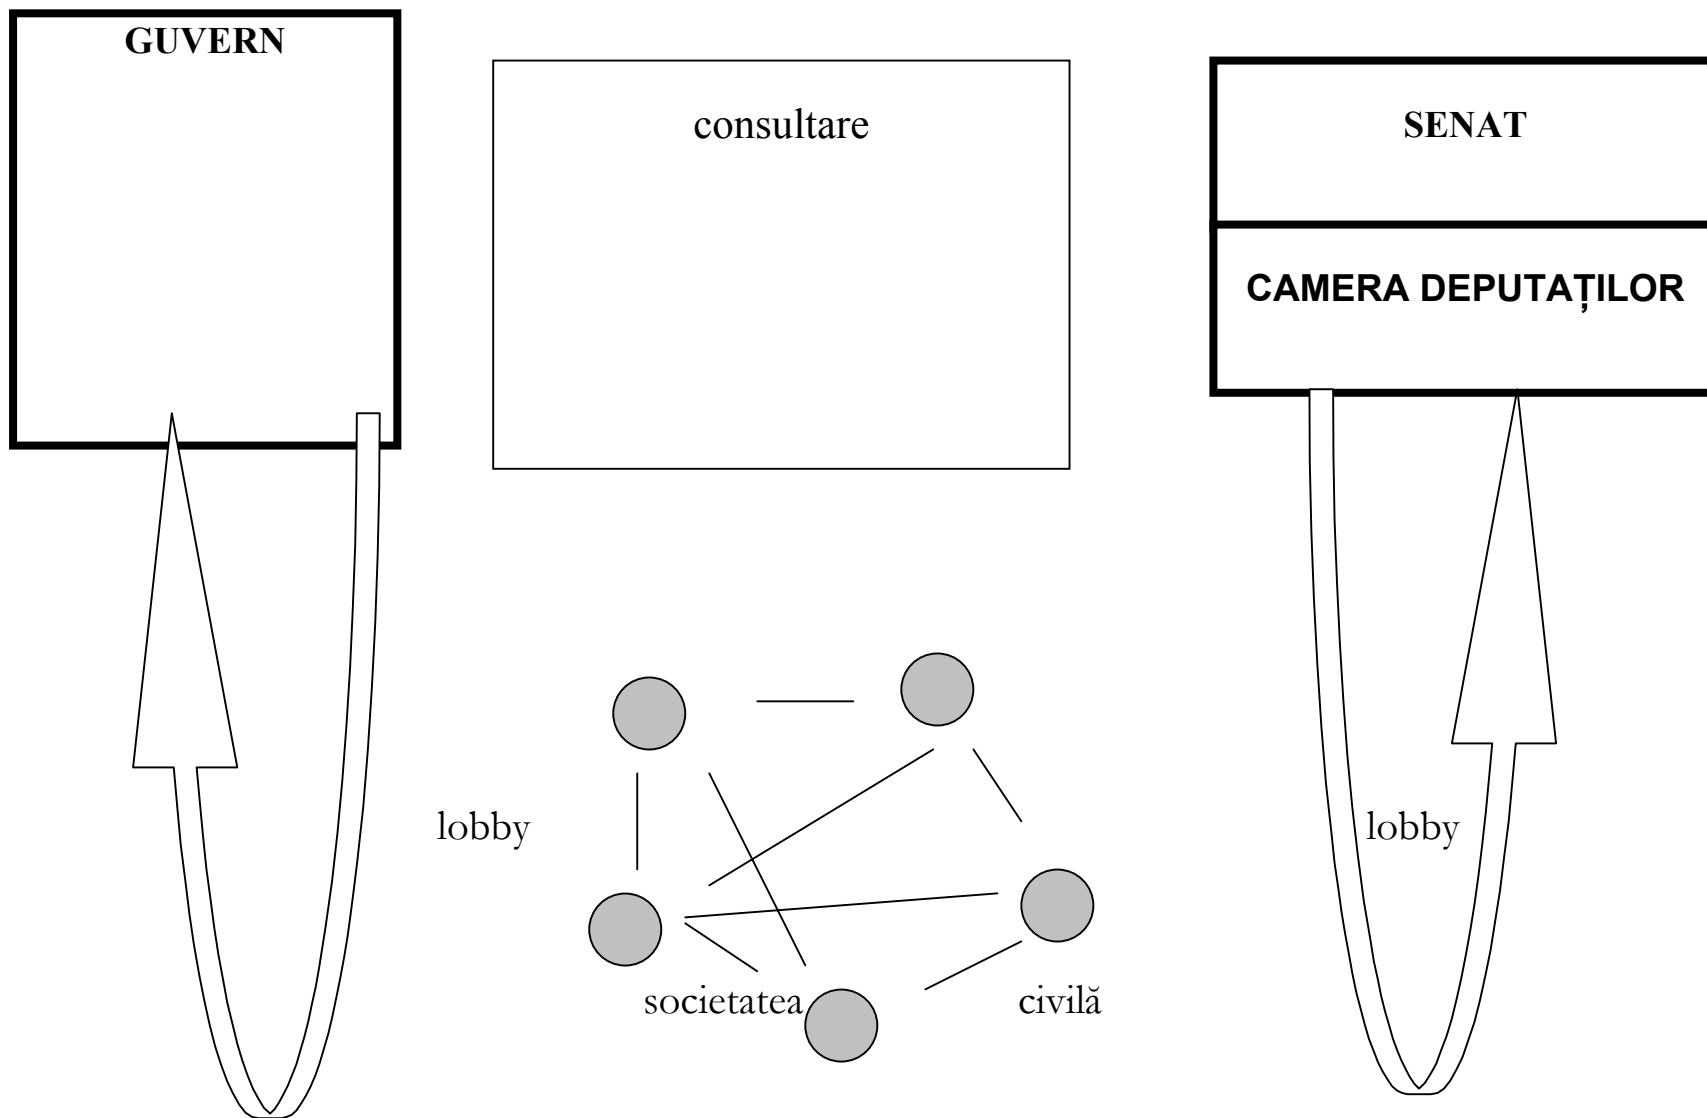 GUVERN
consultare
SENAT
CAMERA DEPUTAȚILOR
lobby
lobby
societatea civilă